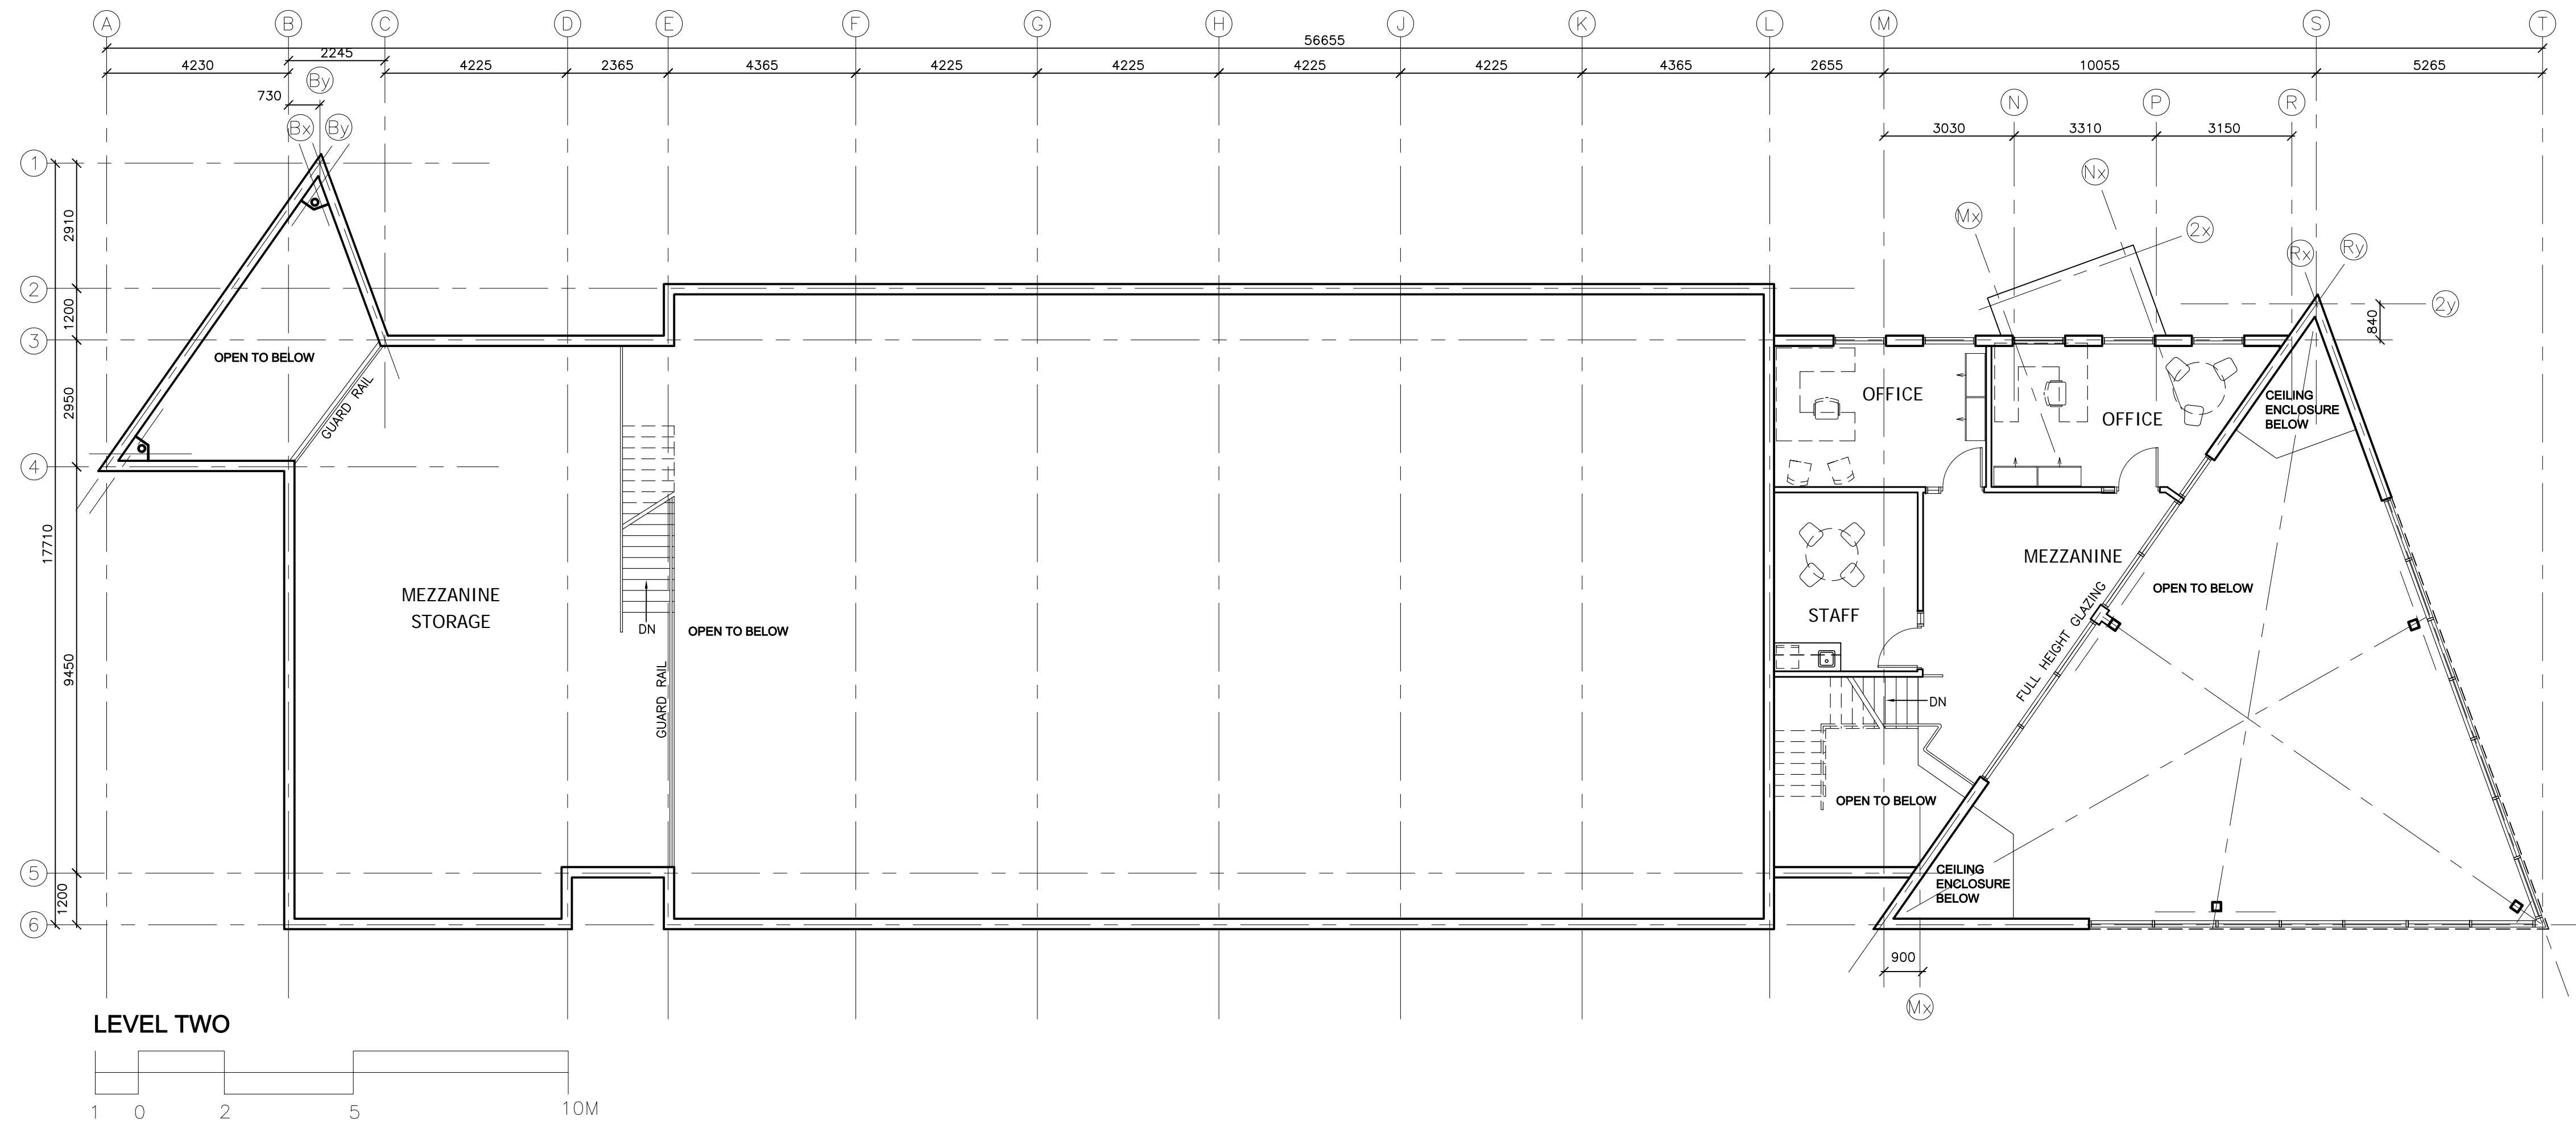 A B C D E F G H J K L M S T
56655
2245
4230 4225 2365 4365 4225 4225 4225 4225 4365 2655 10055 5265
By
730
Bx By
N P R
3030 3310 3150
1
Nx
Mx
2x
Rx Ry
2910
2
2y
840
1200
3
OPEN TO BELOW
GUARD RAIL
2950
OFFICE
OFFICE
CEILING
ENCLOSURE
BELOW
4
17710
MEZZANINE
OPEN TO BELOW
MEZZANINE
STORAGE
DN
OPEN TO BELOW
STAFF
FULL HEIGHT GLAZING
9450
GUARD RAIL
DN
OPEN TO BELOW
5
CEILING
ENCLOSURE
BELOW
1200
6
900
Mx
LEVEL TWO
1 0 2 5 10M